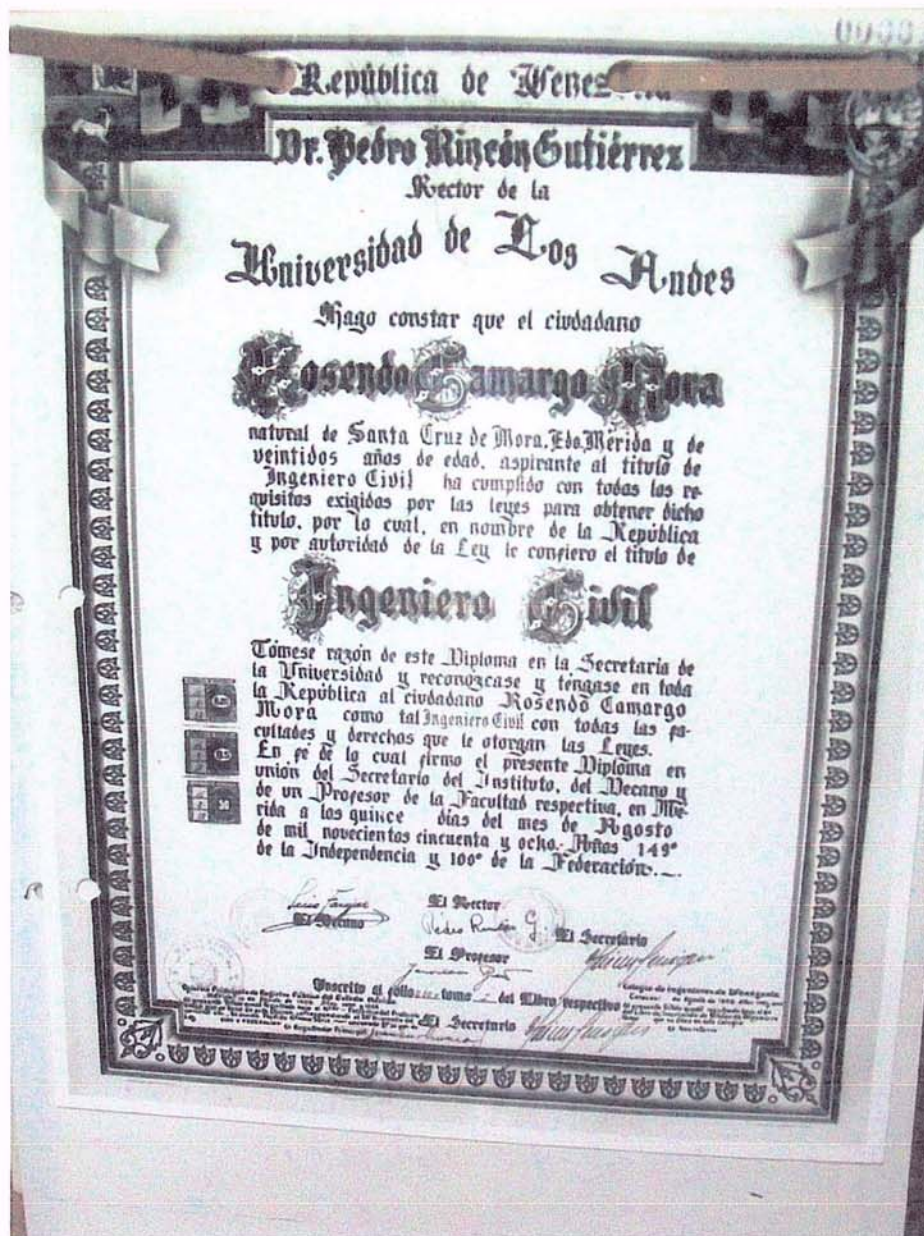 República de
Dr. Pedro Rincón Gutiérrez
Rector de la
Universidad de Los Andes
Hago constar que el ciudadano
Rosendo Camargo Mora
natural de Santa Cruz de Mora, Edo. Mérida y de
veintidos años de edad, aspirante al titulo de
Ingeniero Civil ha cumplido con todas los re-
quisitos exigidos por las leyes para obtener dicho
titulo, por lo cual, en nombre de la República
y por autoridad de la Ley le confiero el titulo de
Ingeniero Civil
Tómese razón de este Diploma en la Secretaría de
la Universidad y reconózcase y téngase en toda
la República al ciudadano Rosendo Camargo
Mora como tal Ingeniero Civil con todas las fa-
cultades y derechos que le otorgan las Leyes.
En fé de lo cual firmo el presente Diploma en
unión del Secretario del Instituto, del Decano y
de un Profesor de la Facultad respectiva, en Mé-
rida a los quince días del mes de Agosto
de mil novecientos cincuenta y ocho.- Años 149º
de la Independencia y 100º de la Federación.-
El Rector
El Decano
El Secretario
El Profesor
Inscrito al folio tomo del Libro respectivo
El Secretario